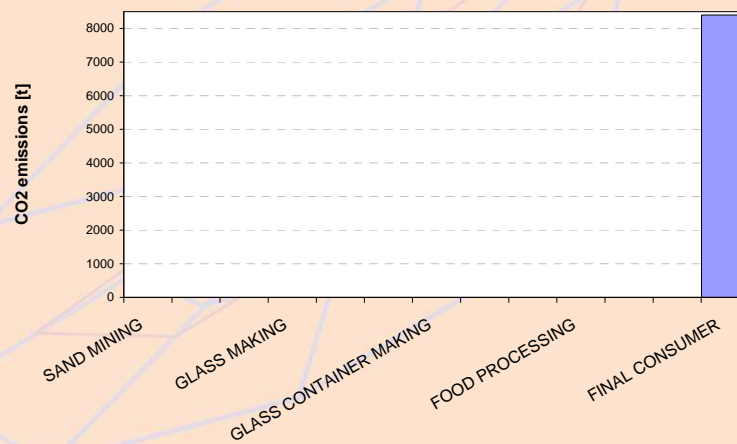 CO2 emissions [t]
8000
7000
6000
5000
4000
3000
2000
1000
0
SAND MINING
GLASS MAKING
GLASS CONTAINER MAKING
FOOD PROCESSING
FINAL CONSUMER